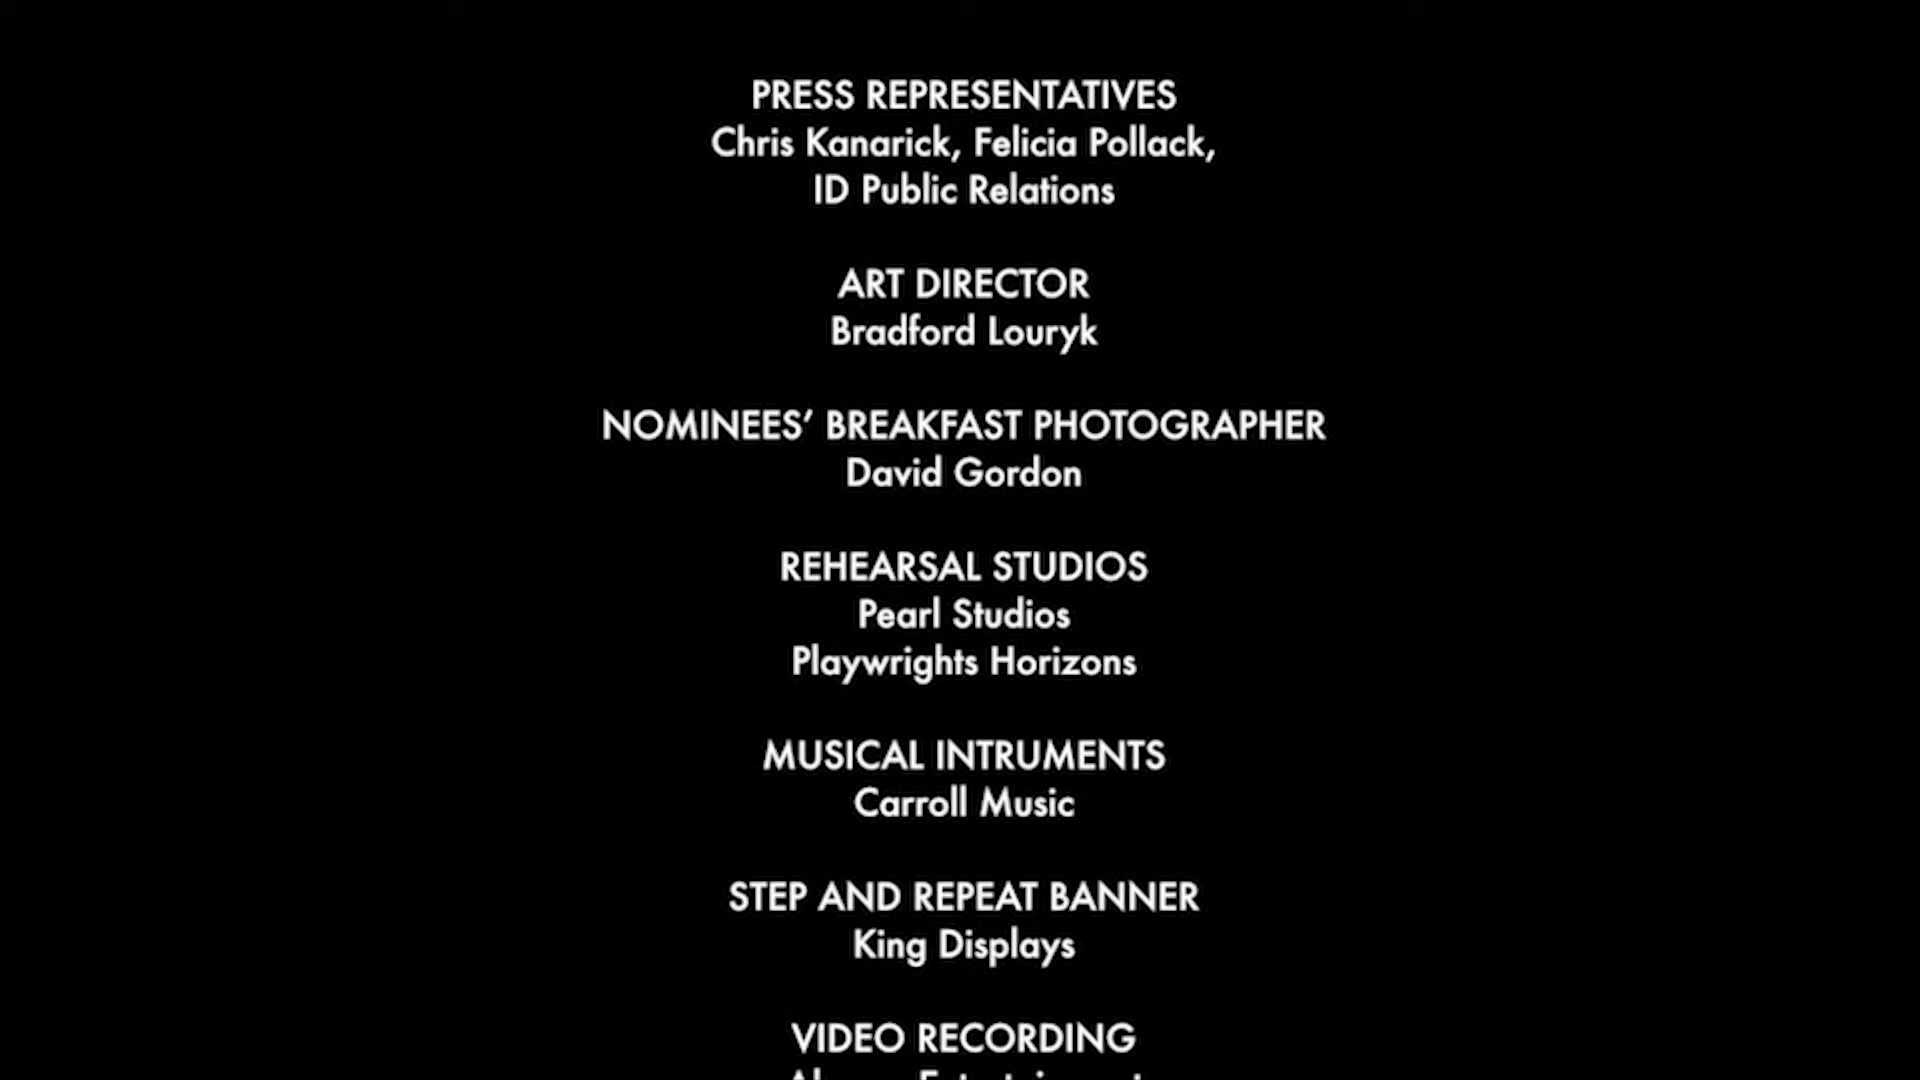 PRESS REPRESENTATIVES
Chris Kanarick, Felicia Pollack,
ID Public Relations
ART DIRECTOR
Bradford Louryk
NOMINEES’ BREAKFAST PHOTOGRAPHER
David Gordon
REHEARSAL STUDIOS
Pearl Studios
Playwrights Horizons
MUSICAL INTRUMENTS
Carroll Music
STEP AND REPEAT BANNER
King Displays
VIDEO RECORDING